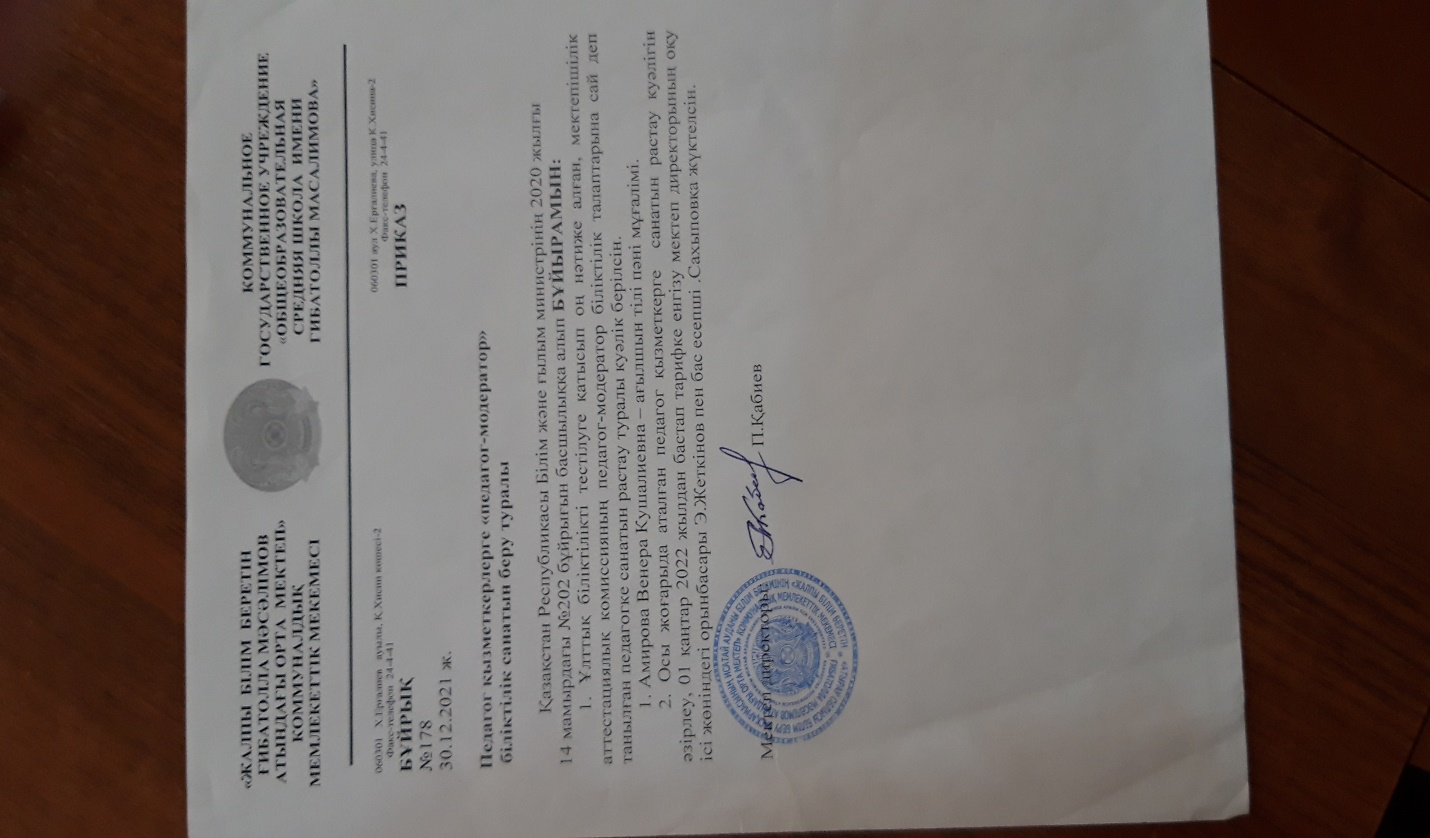 «ЖАЛПЫ БІЛІМ БЕРЕТІН
ГИБАТОЛЛА МӘСӘЛІМОВ
АТЫНДАҒЫ ОРТА МЕКТЕП»
КОММУНАЛДЫҚ
МЕМЛЕКЕТТІК МЕКЕМЕСІ
КОММУНАЛЬНОЕ
ГОСУДАРСТВЕННОЕ УЧРЕЖДЕНИЕ
«ОБЩЕОБРАЗОВАТЕЛЬНАЯ
СРЕДНЯЯ ШКОЛА ИМЕНИ
ГИБАТОЛЛЫ МАСАЛИМОВА»
060301 Х.Ерғалиев ауылы, К.Хисин көшесі-2
Факс-телефон 24-4-41
060301 аул Х.Ергалиева, улица К.Хисина-2
Факс-телефон 24-4-41
БҰЙРЫҚ
ПРИКАЗ
№178
30.12.2021 ж.
Педагог қызметкерлерге «педагог-модератор»
біліктілік санатын беру туралы
Қазақстан Республикасы Білім және ғылым министрінің 2020 жылғы
14 мамырдағы №202 бұйрығын басшылыққа алып БҰЙЫРАМЫН:
1. Ұлттық біліктілікті тестілуге қатысып оң нәтиже алған, мектепішілік
аттестациялық комиссияның педагог-модератор біліктілік талаптарына сай деп
танылған педагогке санатын растау туралы куәлік берілсін.
1. Амирова Венера Кушалиевна – ағылшын тілі пәні мұғалімі.
2. Осы жоғарыда аталған педагог қызметкерге санатын растау куәлігін
әзірлеу, 01 қаңтар 2022 жылдан бастап тарифке енгізу мектеп директорының оқу
ісі жөніндегі орынбасары Э.Жеткінов пен бас есепші .Сахыповка жүктелсін.
Мектеп директоры П.Қабиев